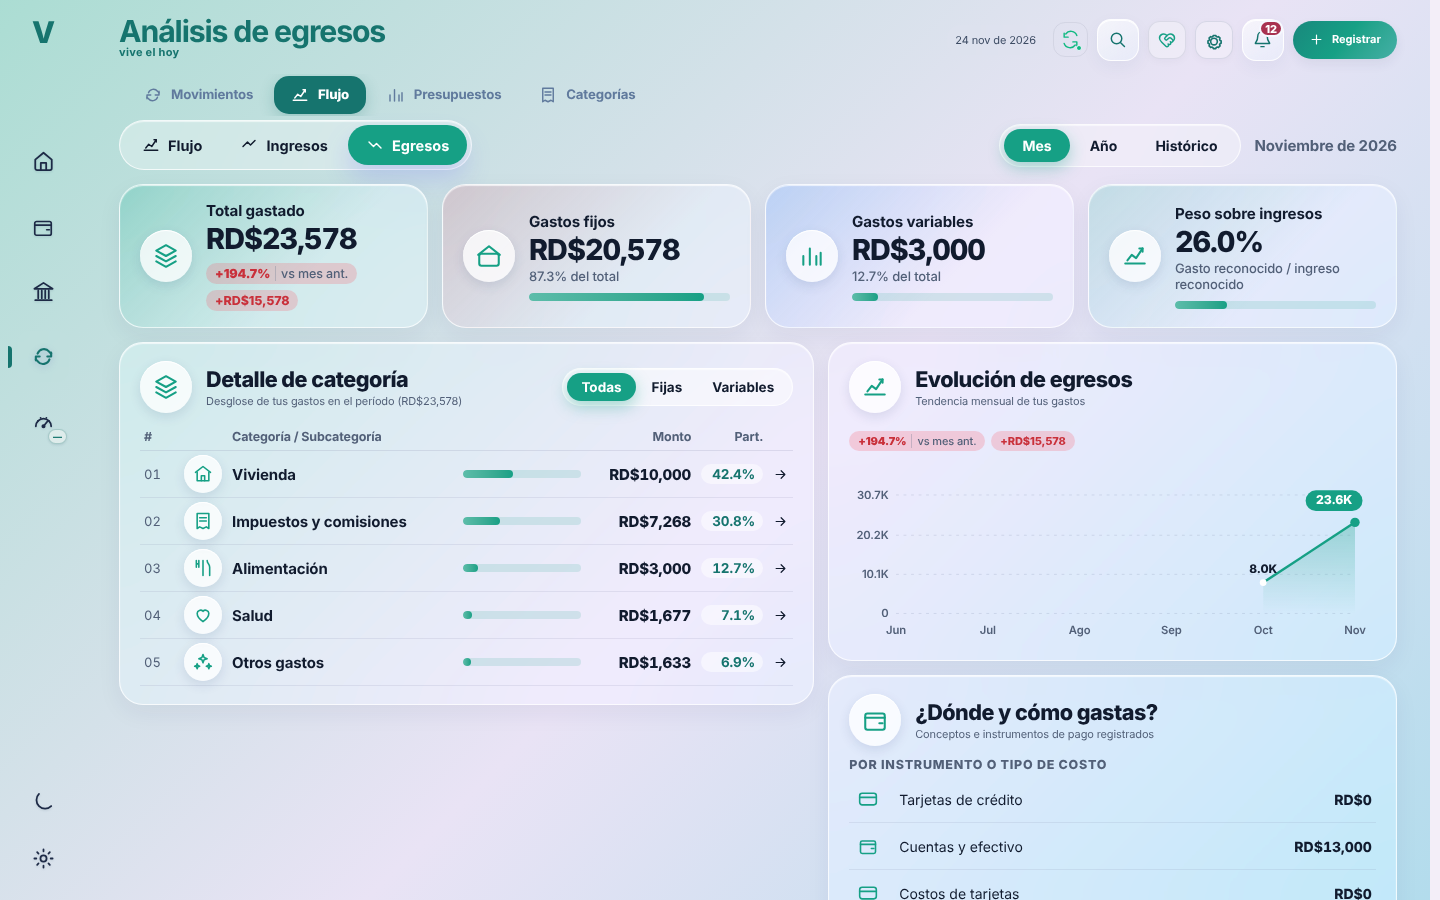 V
Análisis de egresos
vive el hoy
24 nov de 2026
12
Registrar
Movimientos
Flujo
Presupuestos
Categorías
Flujo
Ingresos
Egresos
Mes
Año
Histórico
Noviembre de 2026
Total gastado
RD$23,578
+194.7% vs mes ant.
+RD$15,578
Gastos fijos
RD$20,578
87.3% del total
Gastos variables
RD$3,000
12.7% del total
Peso sobre ingresos
26.0%
Gasto reconocido / ingreso
reconocido
Detalle de categoría
Desglose de tus gastos en el período (RD$23,578)
Todas
Fijas
Variables
# Categoría / Subcategoría Monto Part.
01 Vivienda RD$10,000 42.4% →
02 Impuestos y comisiones RD$7,268 30.8% →
03 Alimentación RD$3,000 12.7% →
04 Salud RD$1,677 7.1% →
05 Otros gastos RD$1,633 6.9% →
Evolución de egresos
Tendencia mensual de tus gastos
+194.7% vs mes ant. +RD$15,578
30.7K
23.6K
20.2K
10.1K
8.0K
0
Jun Jul Ago Sep Oct Nov
¿Dónde y cómo gastas?
Conceptos e instrumentos de pago registrados
POR INSTRUMENTO O TIPO DE COSTO
Tarjetas de crédito RD$0
Cuentas y efectivo RD$13,000
Costos de tarjetas RD$0